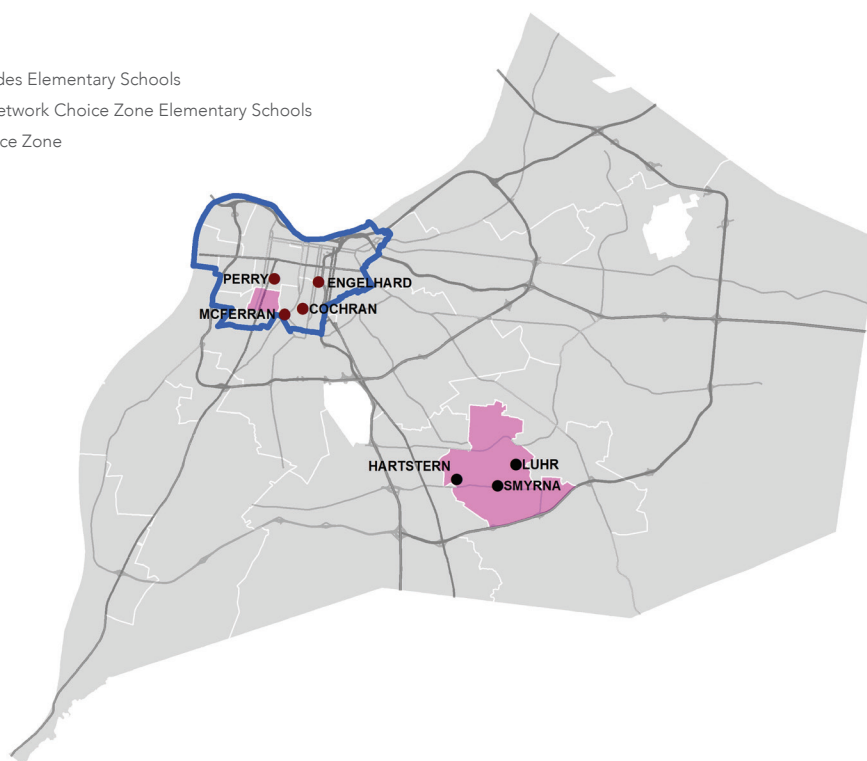 des Elementary Schools
etwork Choice Zone Elementary Schools
ce Zone
PERRY
ENGELHARD
MCFERRAN
COCHRAN
HARTSTERN
LUHR
SMYRNA